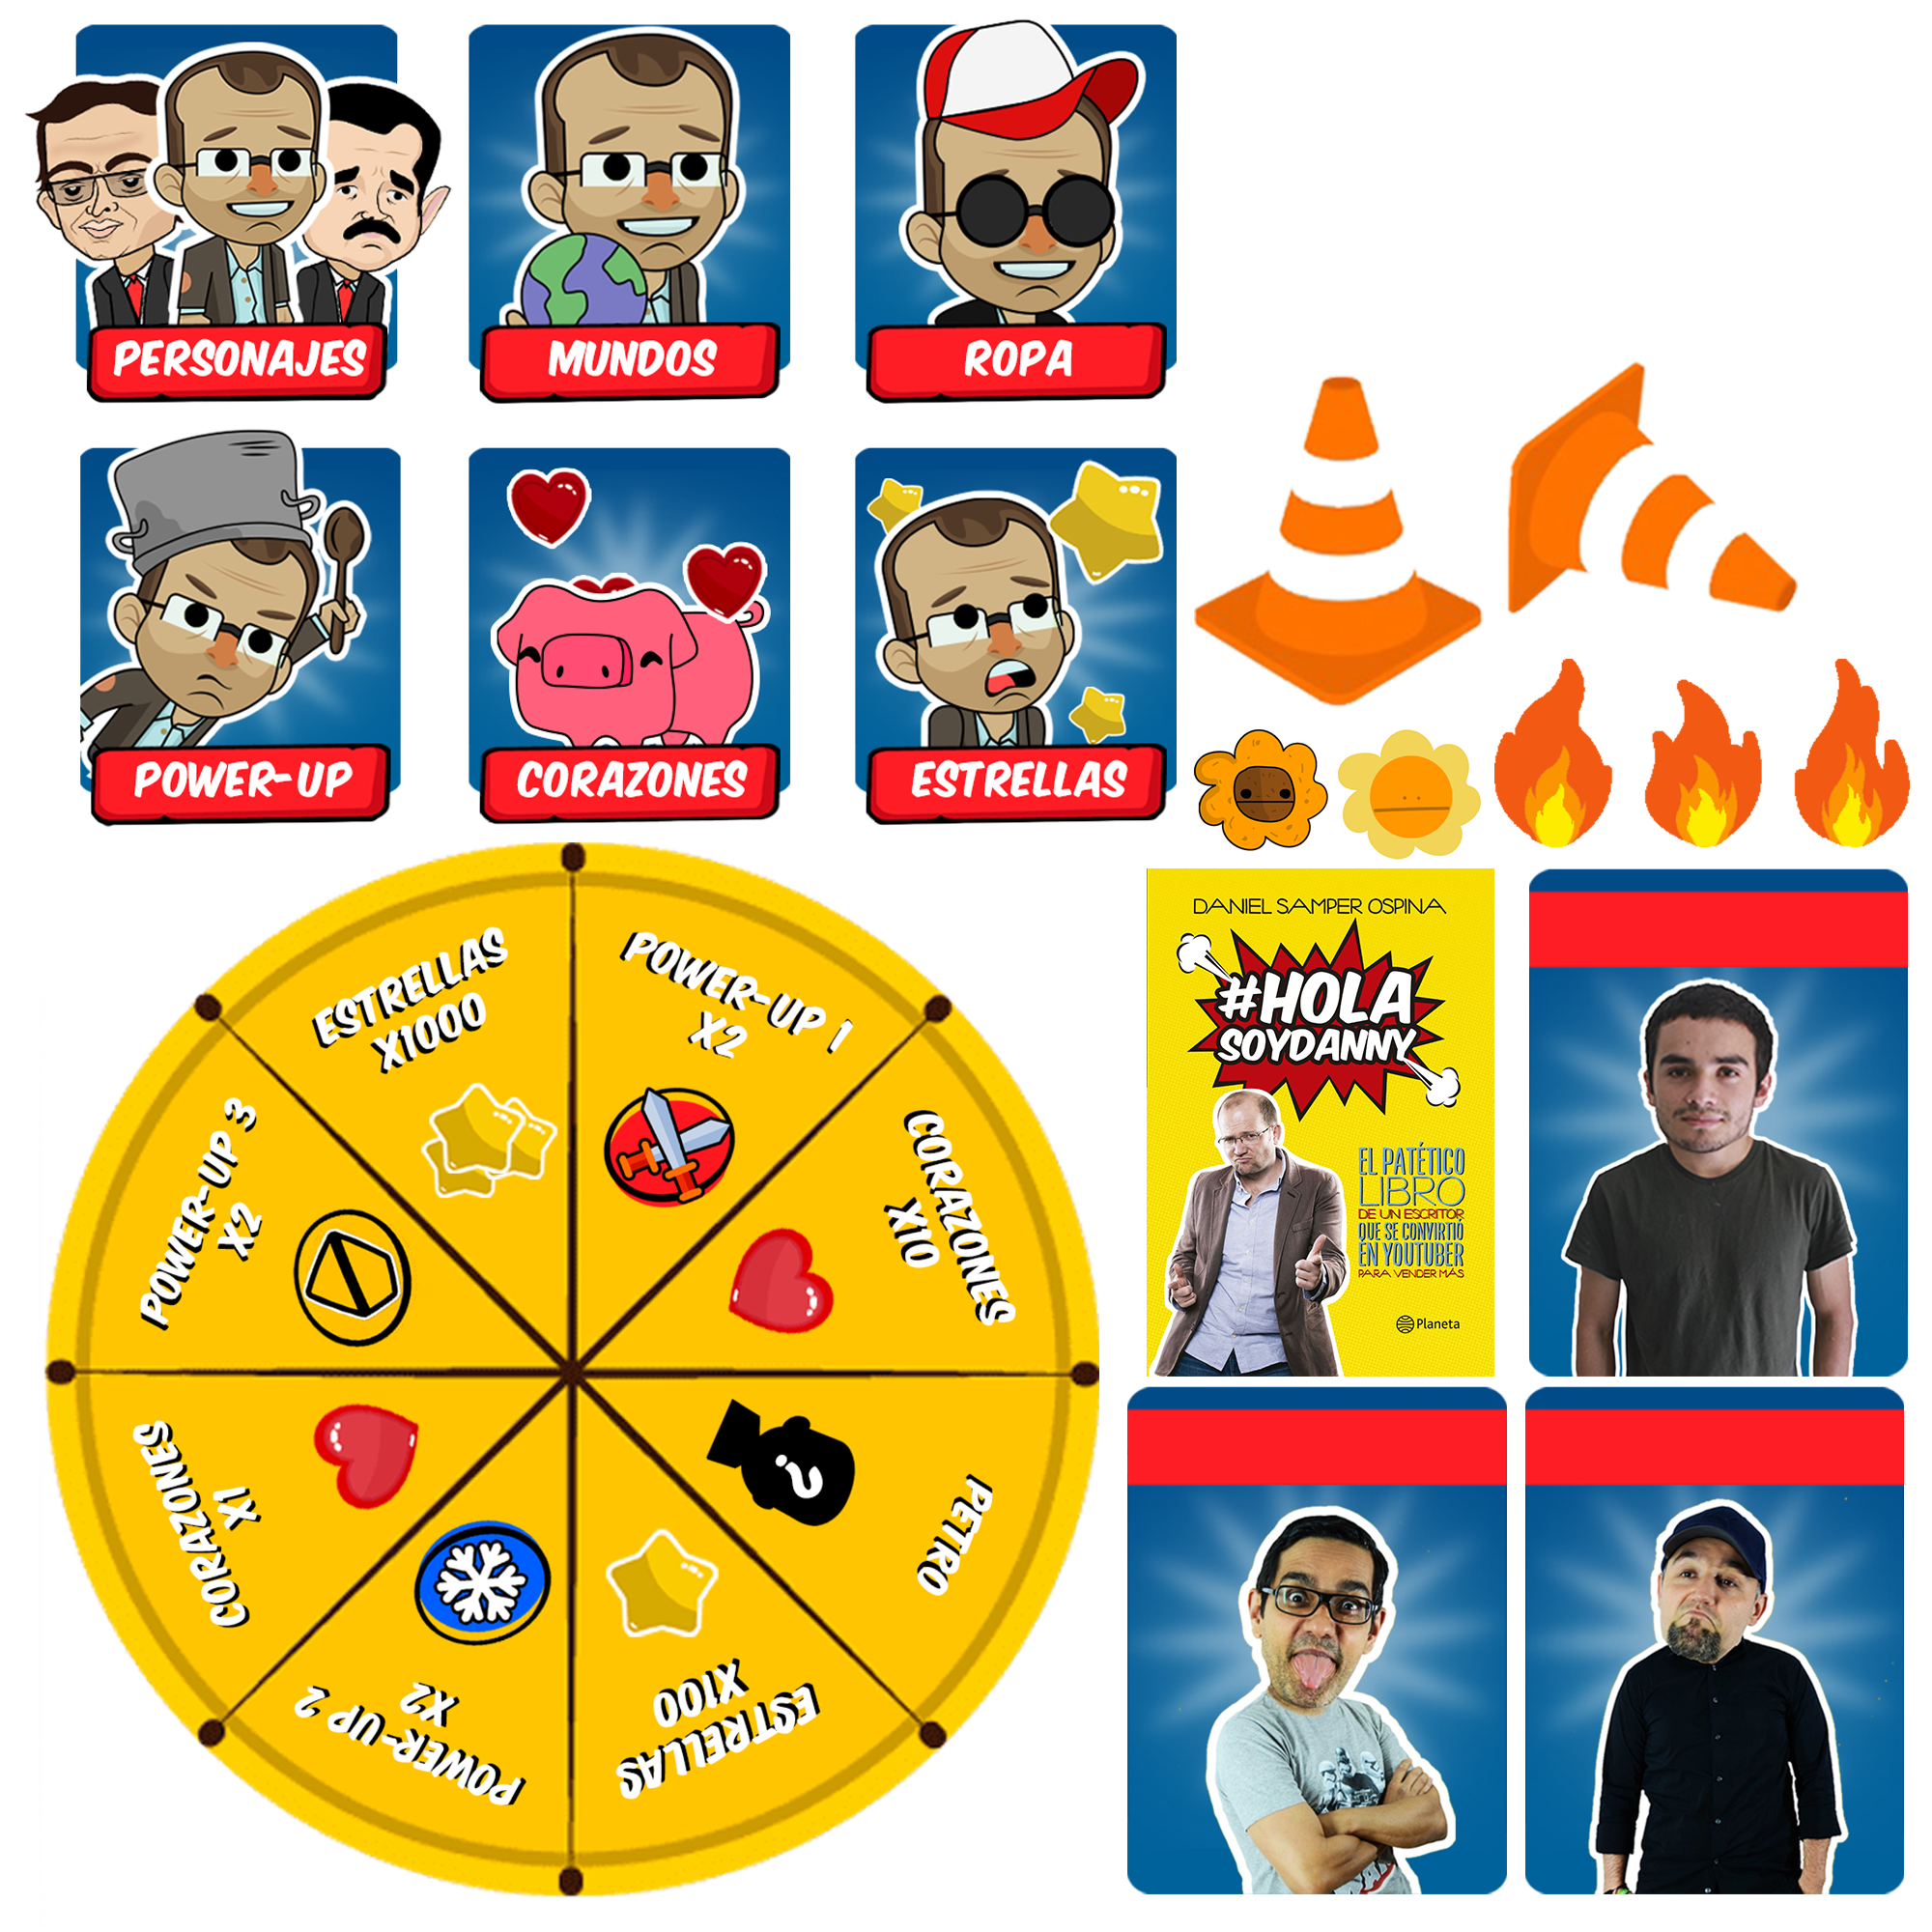 PERSONAJES
MUNDOS
ROPA
POWER-UP
CORAZONES
ESTRELLAS
ESTRELLAS
X1000
POWER-UP 1
X2
CORAZONES
X10
PETRO
ESTRELLAS
X100
POWER-UP 2
X2
CORAZONES
X1
POWER-UP 3
X2
DANIEL SAMPER OSPINA
#HOLA
SOYDANNY
EL PATÉTICO
LIBRO
DE UN ESCRITOR
QUE SE CONVIRTIÓ
EN YOUTUBER
PARA VENDER MÁS
Planeta